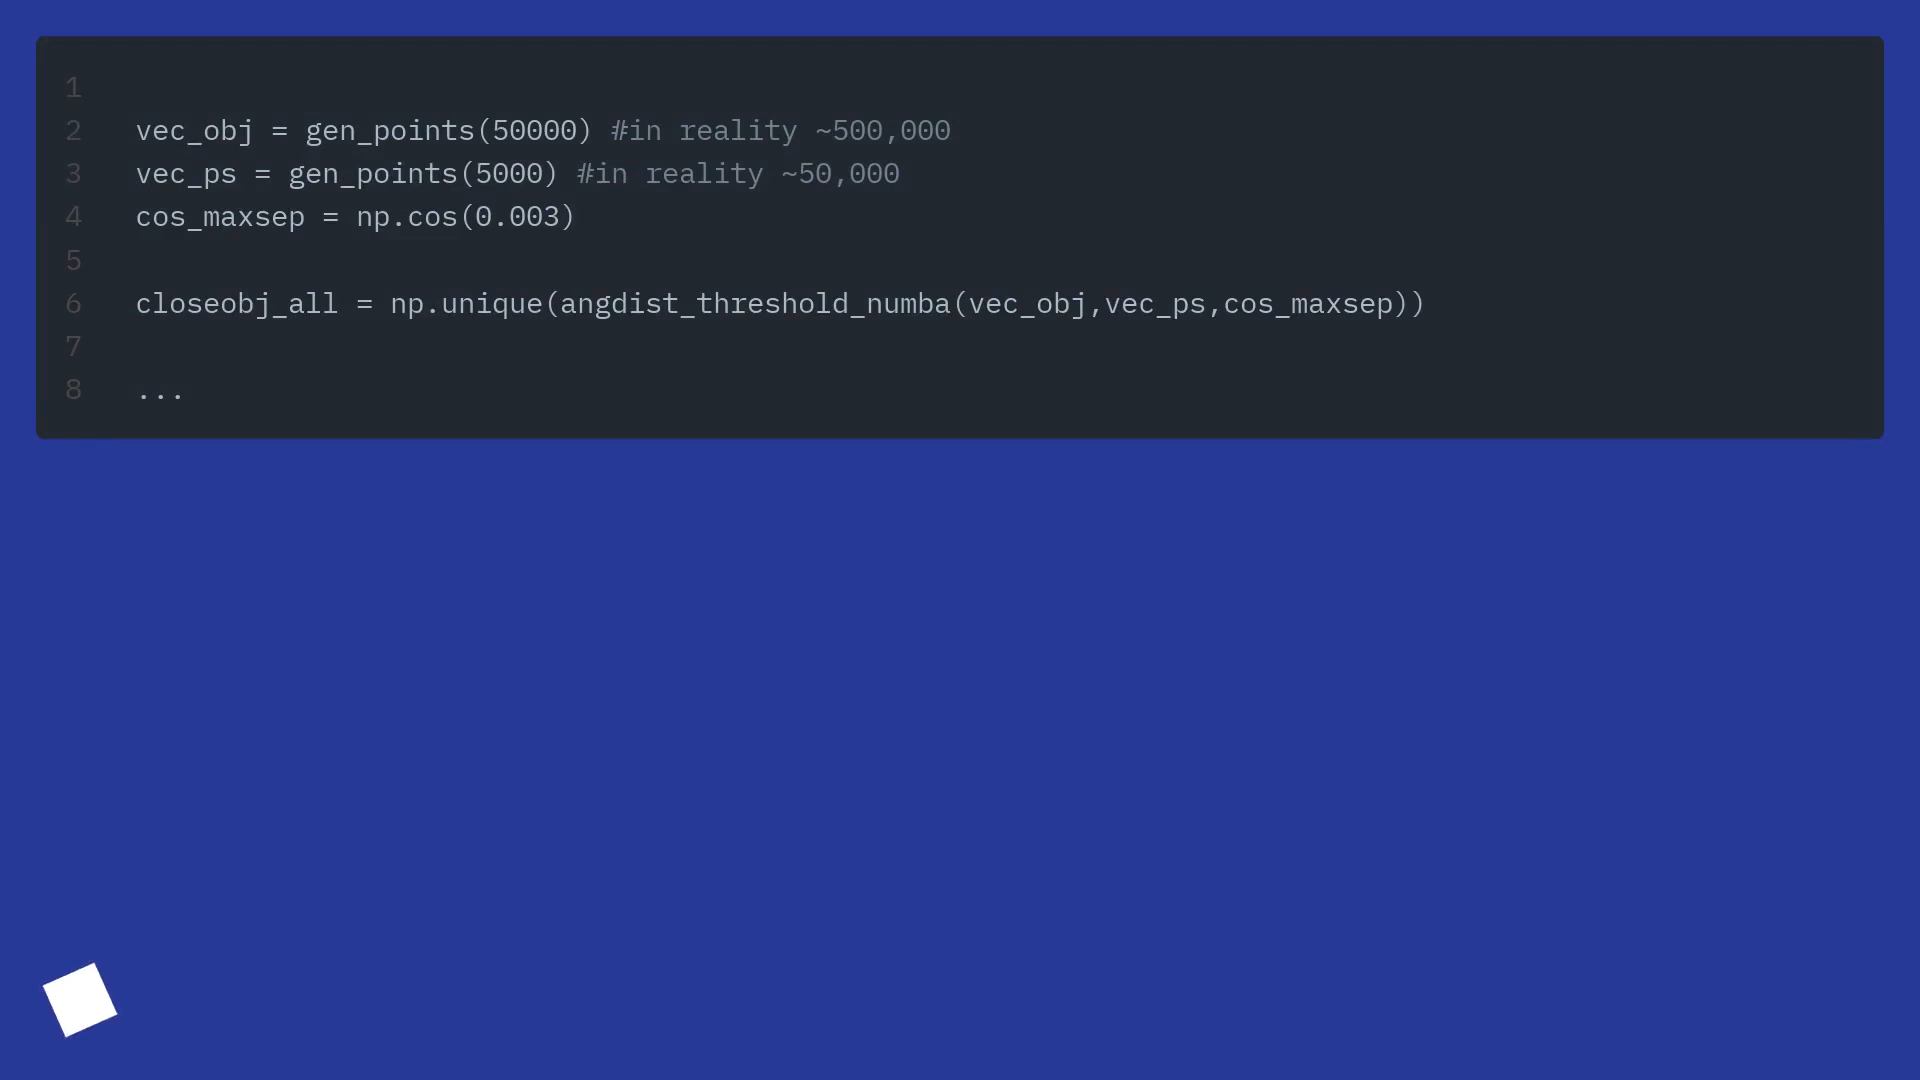 1
2 vec_obj = gen_points(50000) #in reality ~500,000
3 vec_ps = gen_points(5000) #in reality ~50,000
4 cos_maxsep = np.cos(0.003)
5
6 closeobj_all = np.unique(angdist_threshold_numba(vec_obj,vec_ps,cos_maxsep))
7
8 ...